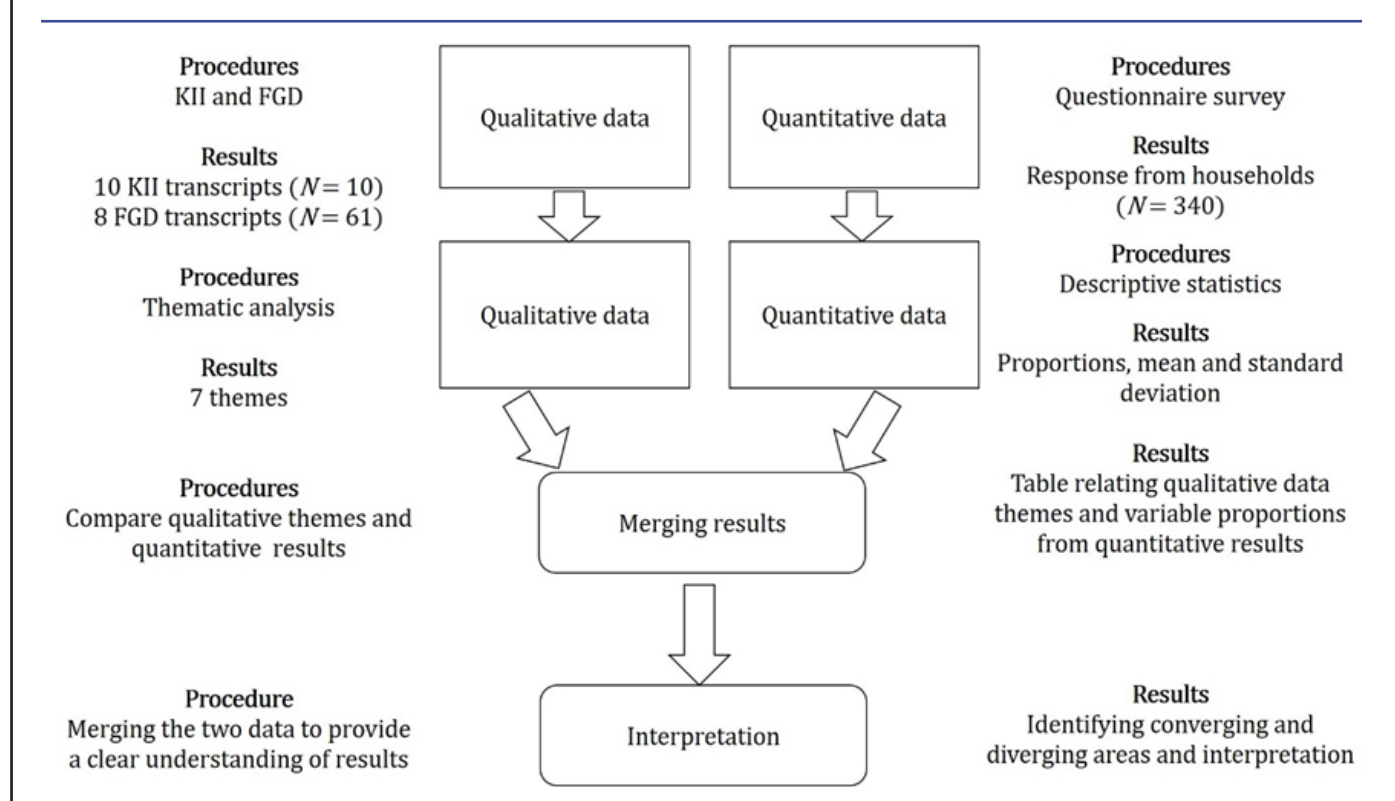 Procedures
KII and FGD
Results
10 KII transcripts (N= 10)
8 FGD transcripts (N= 61)
Procedures
Thematic analysis
Results
7 themes
Procedures
Compare qualitative themes and
quantitative results
Procedure
Merging the two data to provide
a clear understanding of results
Qualitative data
Quantitative data
Qualitative data
Quantitative data
Merging results
Interpretation
Procedures
Questionnaire survey
Results
Response from households
(N= 340)
Procedures
Descriptive statistics
Results
Proportions, mean and standard
deviation
Results
Table relating qualitative data
themes and variable proportions
from quantitative results
Results
Identifying converging and
diverging areas and interpretation